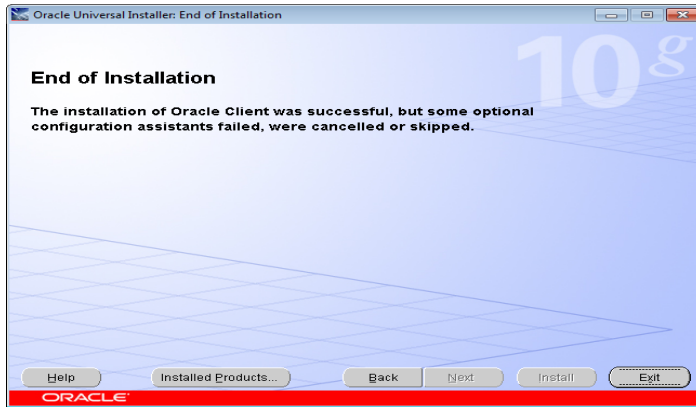 Oracle Universal Installer: End of Installation
10g
End of Installation
The installation of Oracle Client was successful, but some optional
configuration assistants failed, were cancelled or skipped.
Help
Installed Products...
Back
Next
Install
Exit
ORACLE